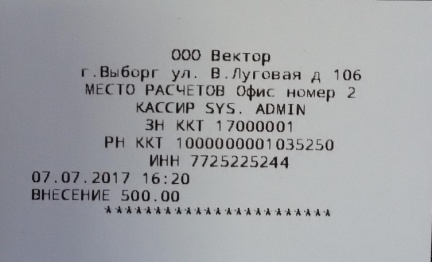 ООО Вектор
г.Выборг ул. В.Луговая д 106
МЕСТО РАСЧЕТОВ Офис номер 2
КАССИР SYS. ADMIN
ЗН ККТ 17000001
РН ККТ 1000000001035250
ИНН 7725225244
07.07.2017 16:20
ВНЕСЕНИЕ 500.00
***********************